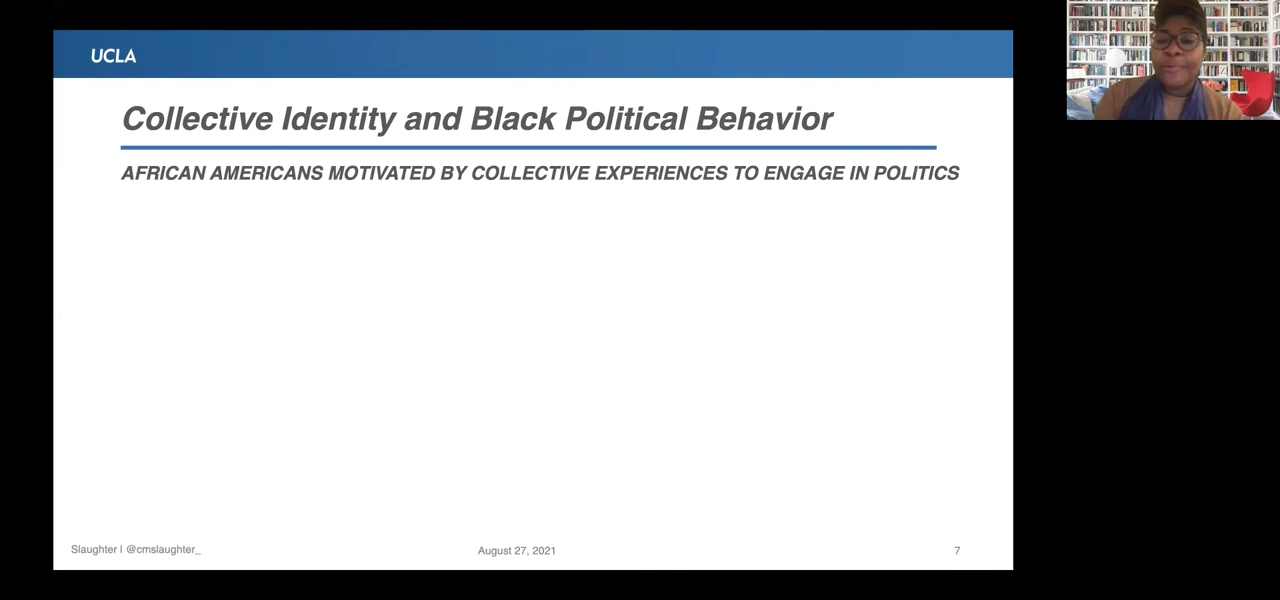 UCLA
Collective Identity and Black Political Behavior
AFRICAN AMERICANS MOTIVATED BY COLLECTIVE EXPERIENCES TO ENGAGE IN POLITICS
Slaughter | @cmslaughter_
August 27, 2021
7